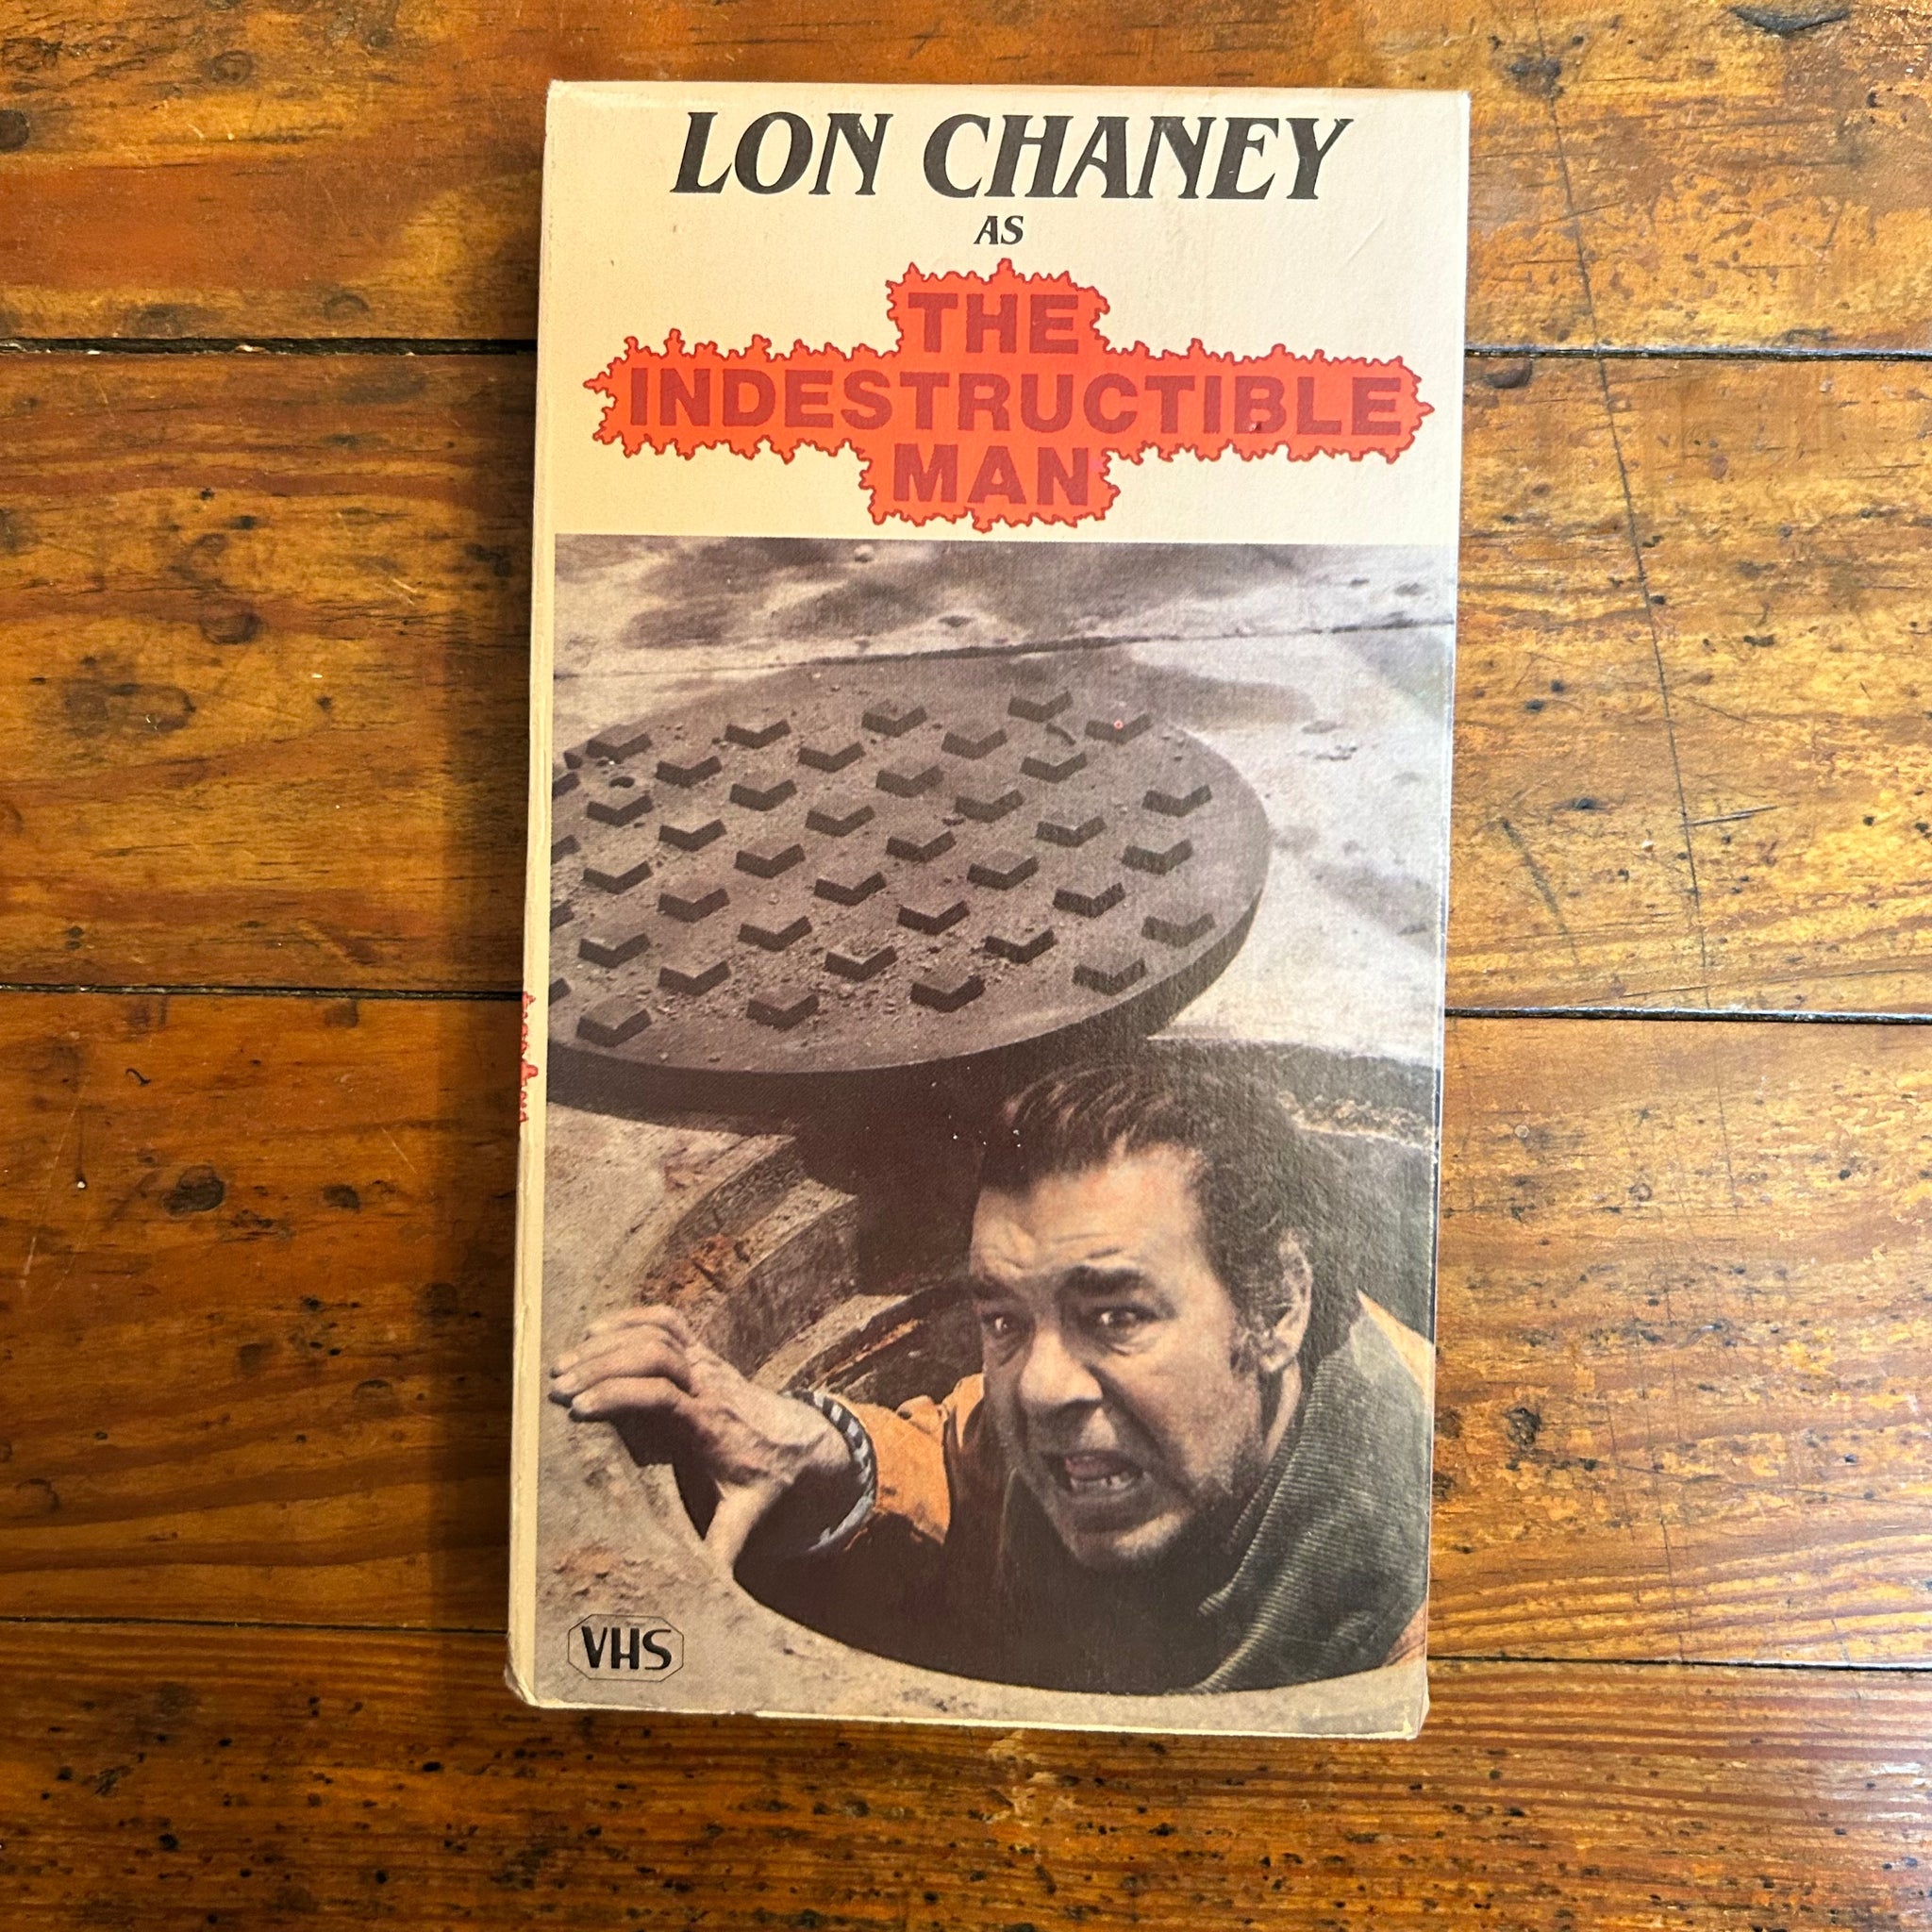 LON CHANEY
AS
THE
INDESTRUCTIBLE
MAN
VHS